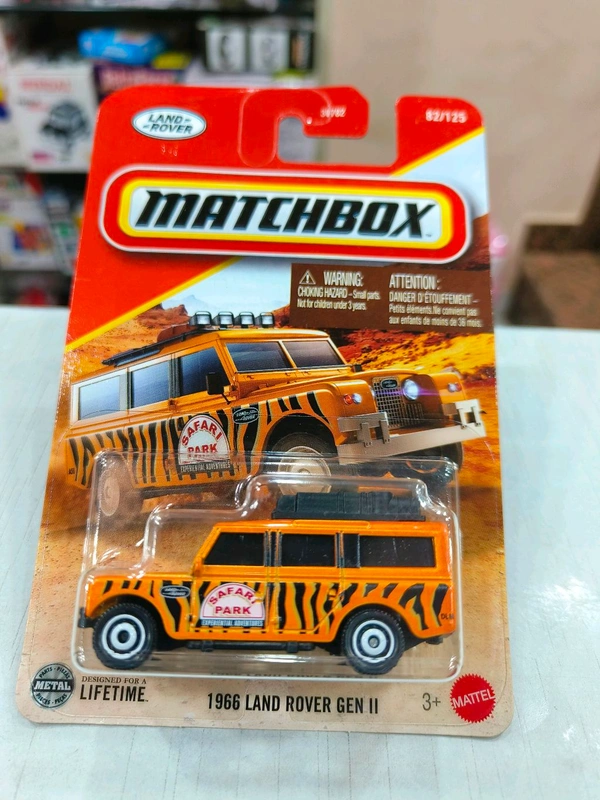 LAND
ROVER
82/125
MATCHBOX
WARNING:
CHOKING HAZARD – Small parts.
Not for children under 3 years.
ATTENTION :
DANGER D'ÉTOUFFEMENT –
Petits éléments. Ne convient pas
aux enfants de moins de 36 mois.
SAFARI
PARK
EXPERIENTIAL ADVENTURES
SAFARI
PARK
EXPERIENTIAL ADVENTURES
METAL
DESIGNED FOR A
LIFETIME™
1966 LAND ROVER GEN II
3+
MATTEL